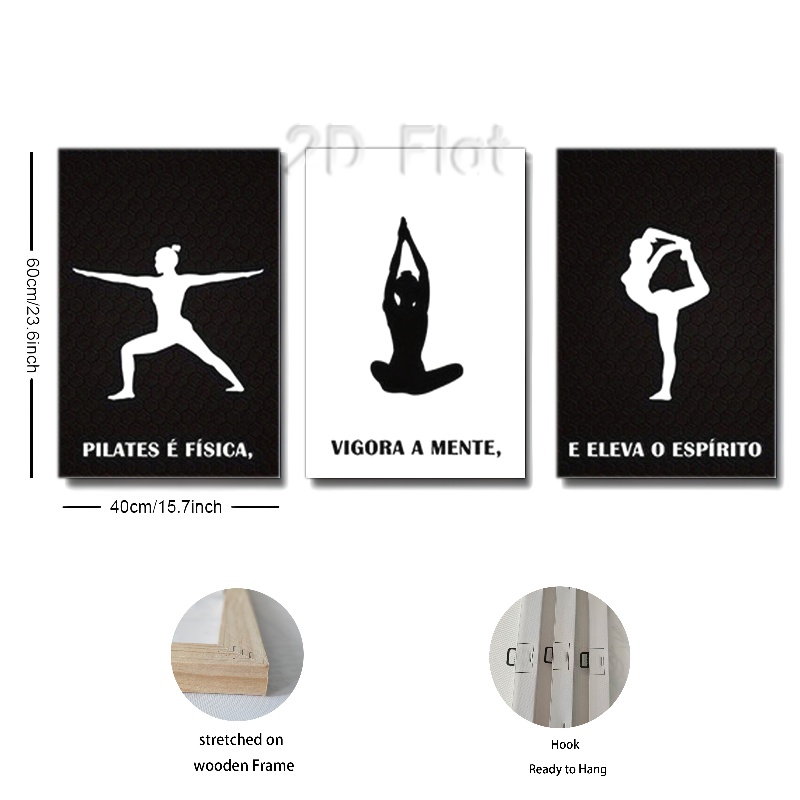 2D Flat
60cm/23.6inch
PILATES É FÍSICA,
VIGORA A MENTE,
E ELEVA O ESPÍRITO
40cm/15.7inch
stretched on
wooden Frame
Hook
Ready to Hang